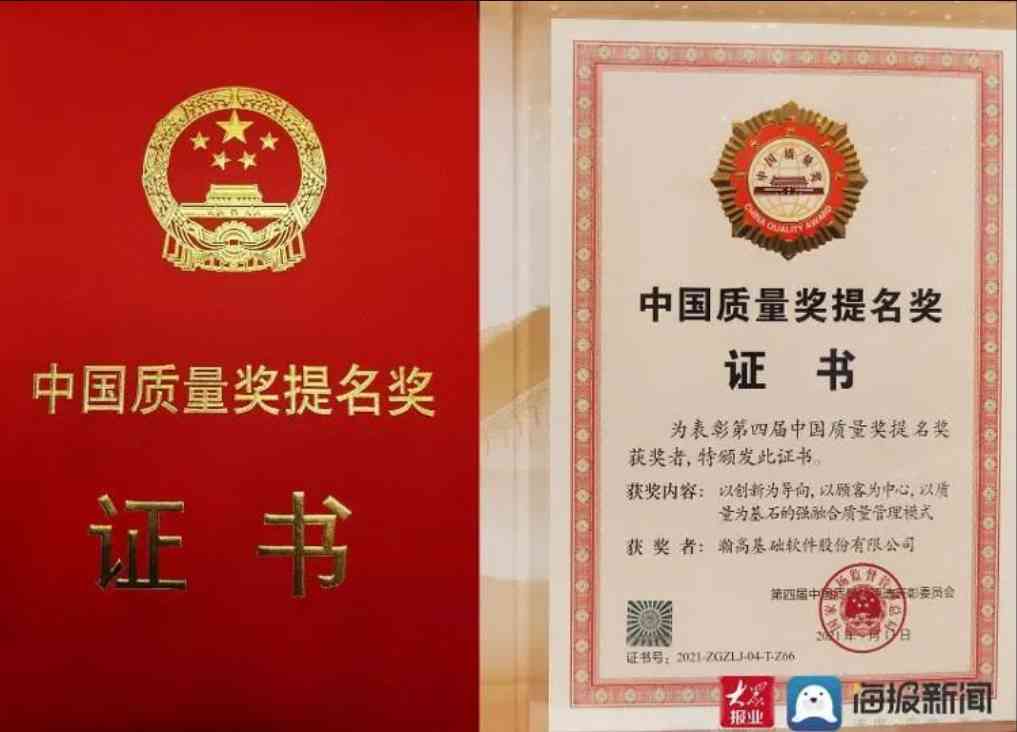 中国质量奖提名奖
证 书
中国质量奖
CHINA QUALITY AWARD
中国质量奖提名奖
证 书
为表彰第四届中国质量奖提名奖
获奖者,特颁发此证书。
获奖内容: 以创新为导向,以顾客为中心,以质
量为基石的强融合质量管理模式
获 奖 者: 瀚高基础软件股份有限公司
第四届中国质
表彰委员会
2021年
月17日
证书号: 2021-ZGZLJ-04-T-Z66
大众
报业
海报新闻